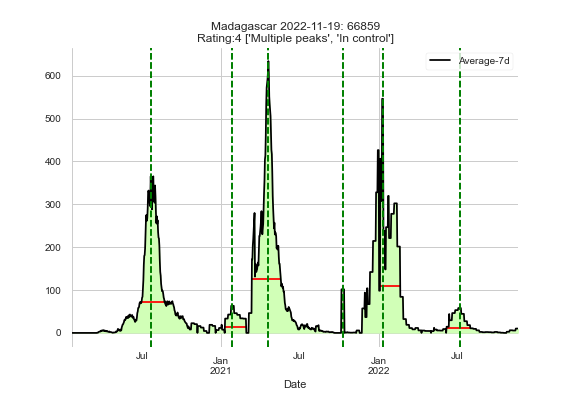 Madagascar 2022-11-19: 66859
Rating:4 ['Multiple peaks', 'In control']
Average-7d
600
500
400
300
200
100
0
Jul
Jan
2021
Jul
Jan
2022
Jul
Date